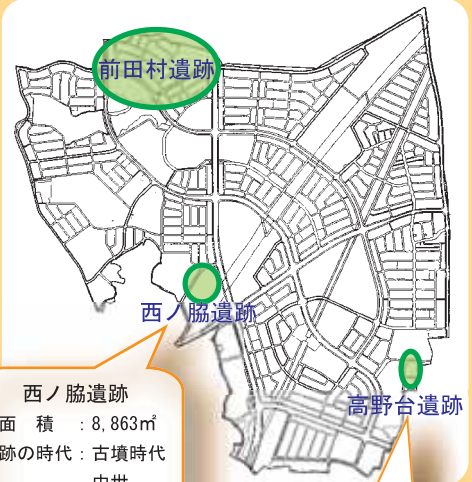 前田村遺跡
西ノ脇遺跡
高野台遺跡
西ノ脇遺跡
面 積 : 8,863㎡
跡の時代 : 古墳時代